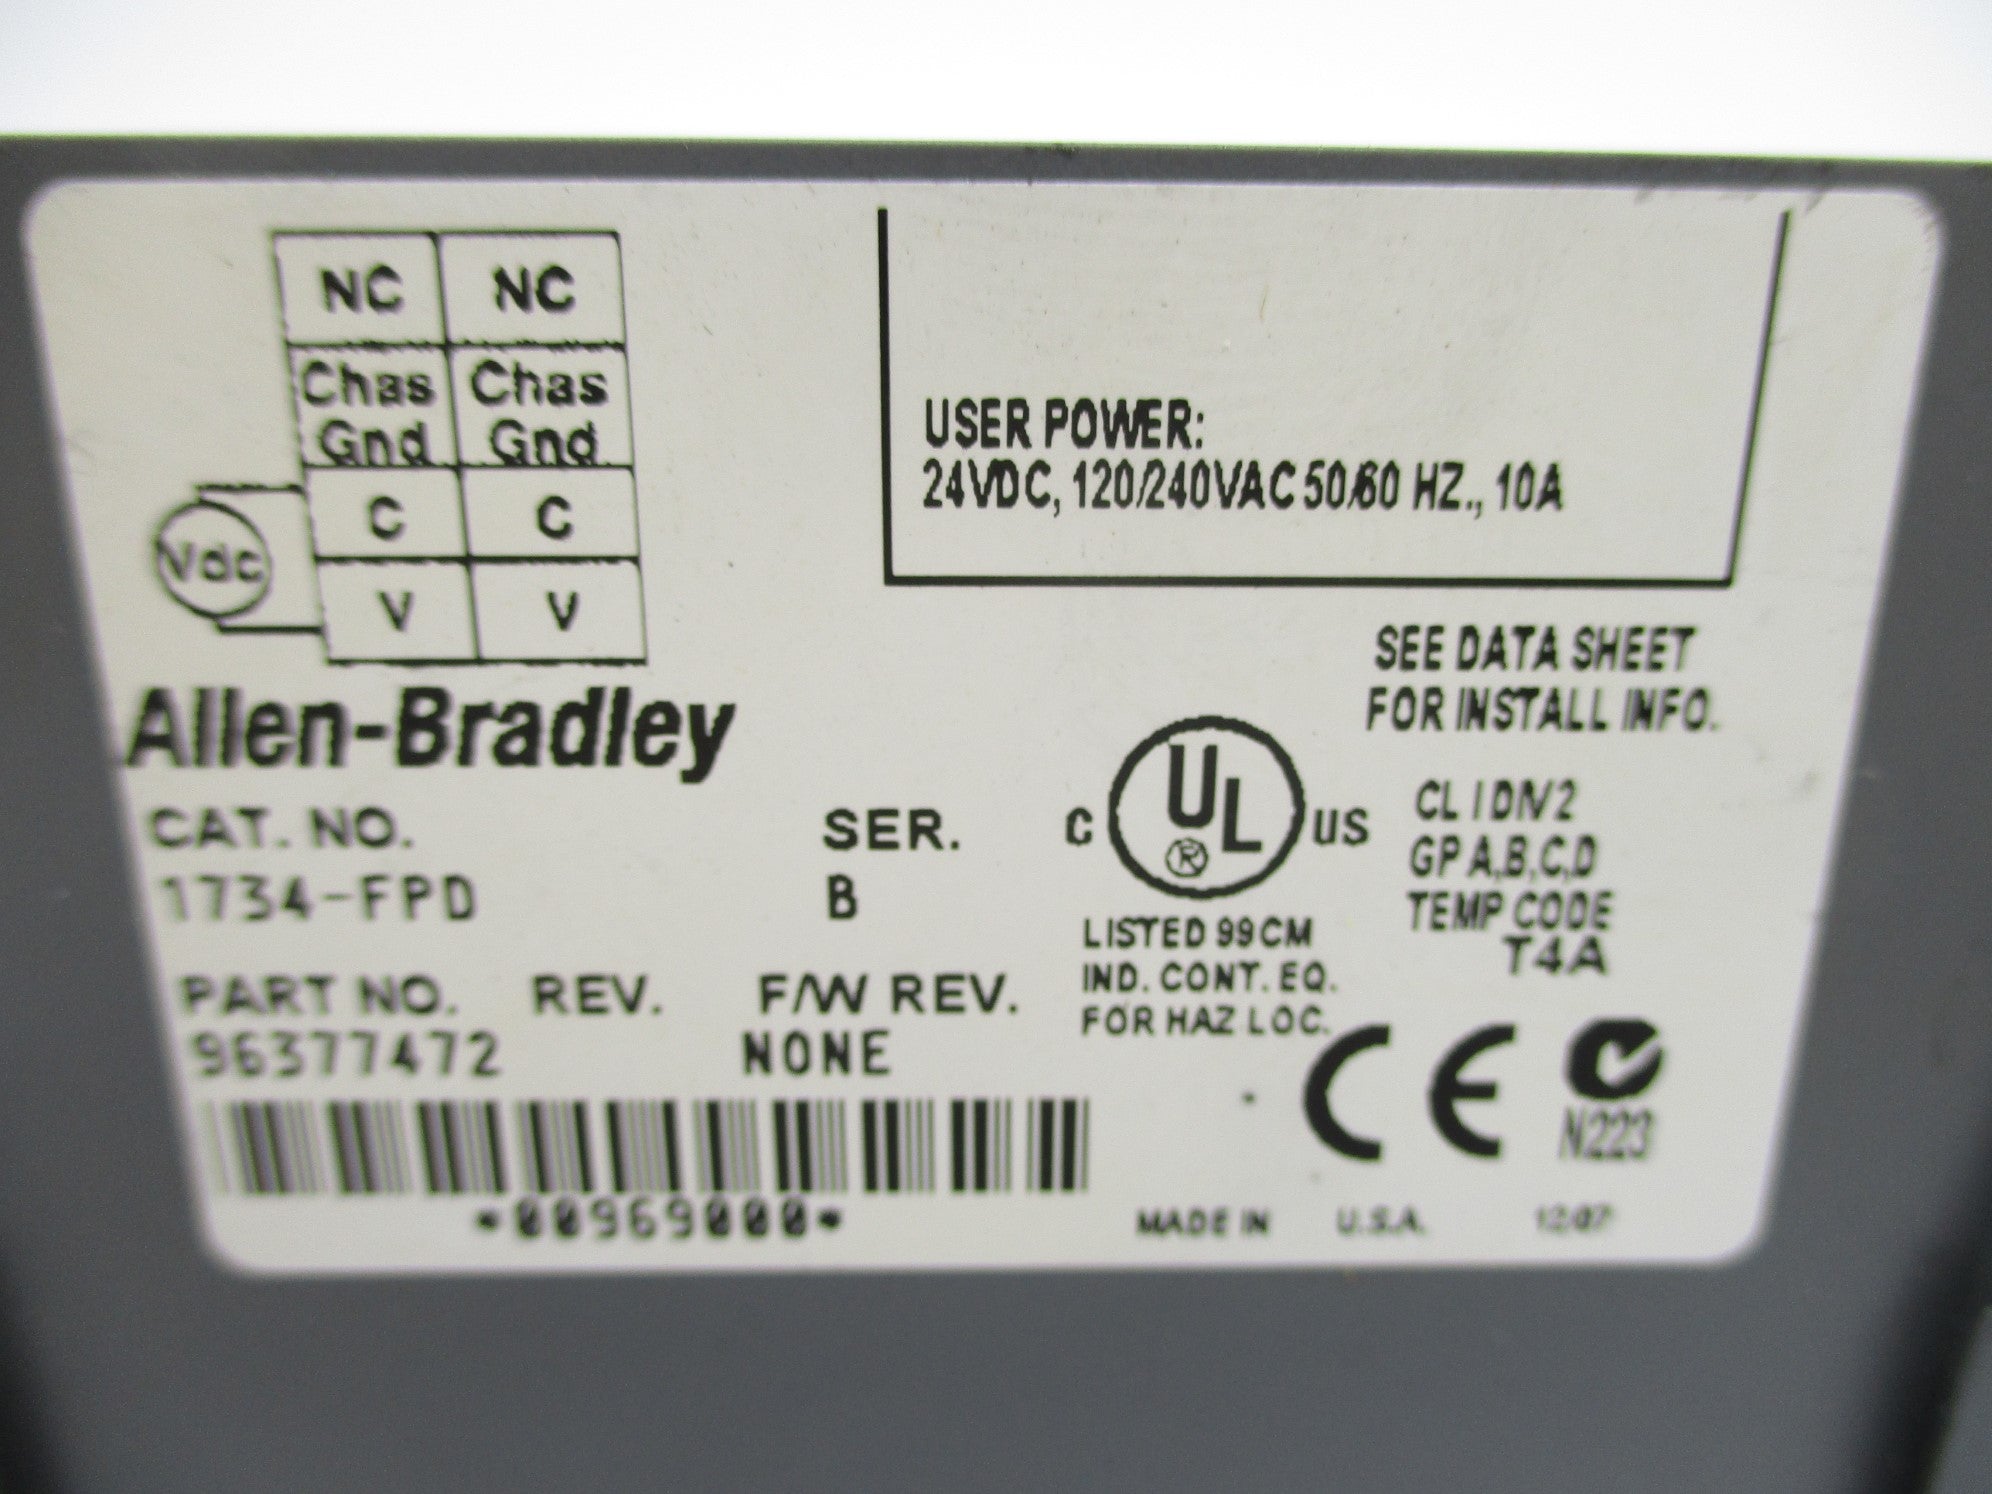 NC NC
Chas Chas
Gnd Gnd
C C
Vdc
V V
USER POWER:
24VDC, 120/240VAC 50/60 HZ., 10A
SEE DATA SHEET
FOR INSTALL INFO.
Allen-Bradley
CAT. NO. SER.
1734-FPD B
PART NO. REV. F/W REV.
96377472 NONE
*00969000*
C UL US
®
LISTED 99CM
IND. CONT. EQ.
FOR HAZ LOC.
CL I DIV 2
GP A,B,C,D
TEMP CODE
T4A
CE
N223
MADE IN U.S.A. 1207